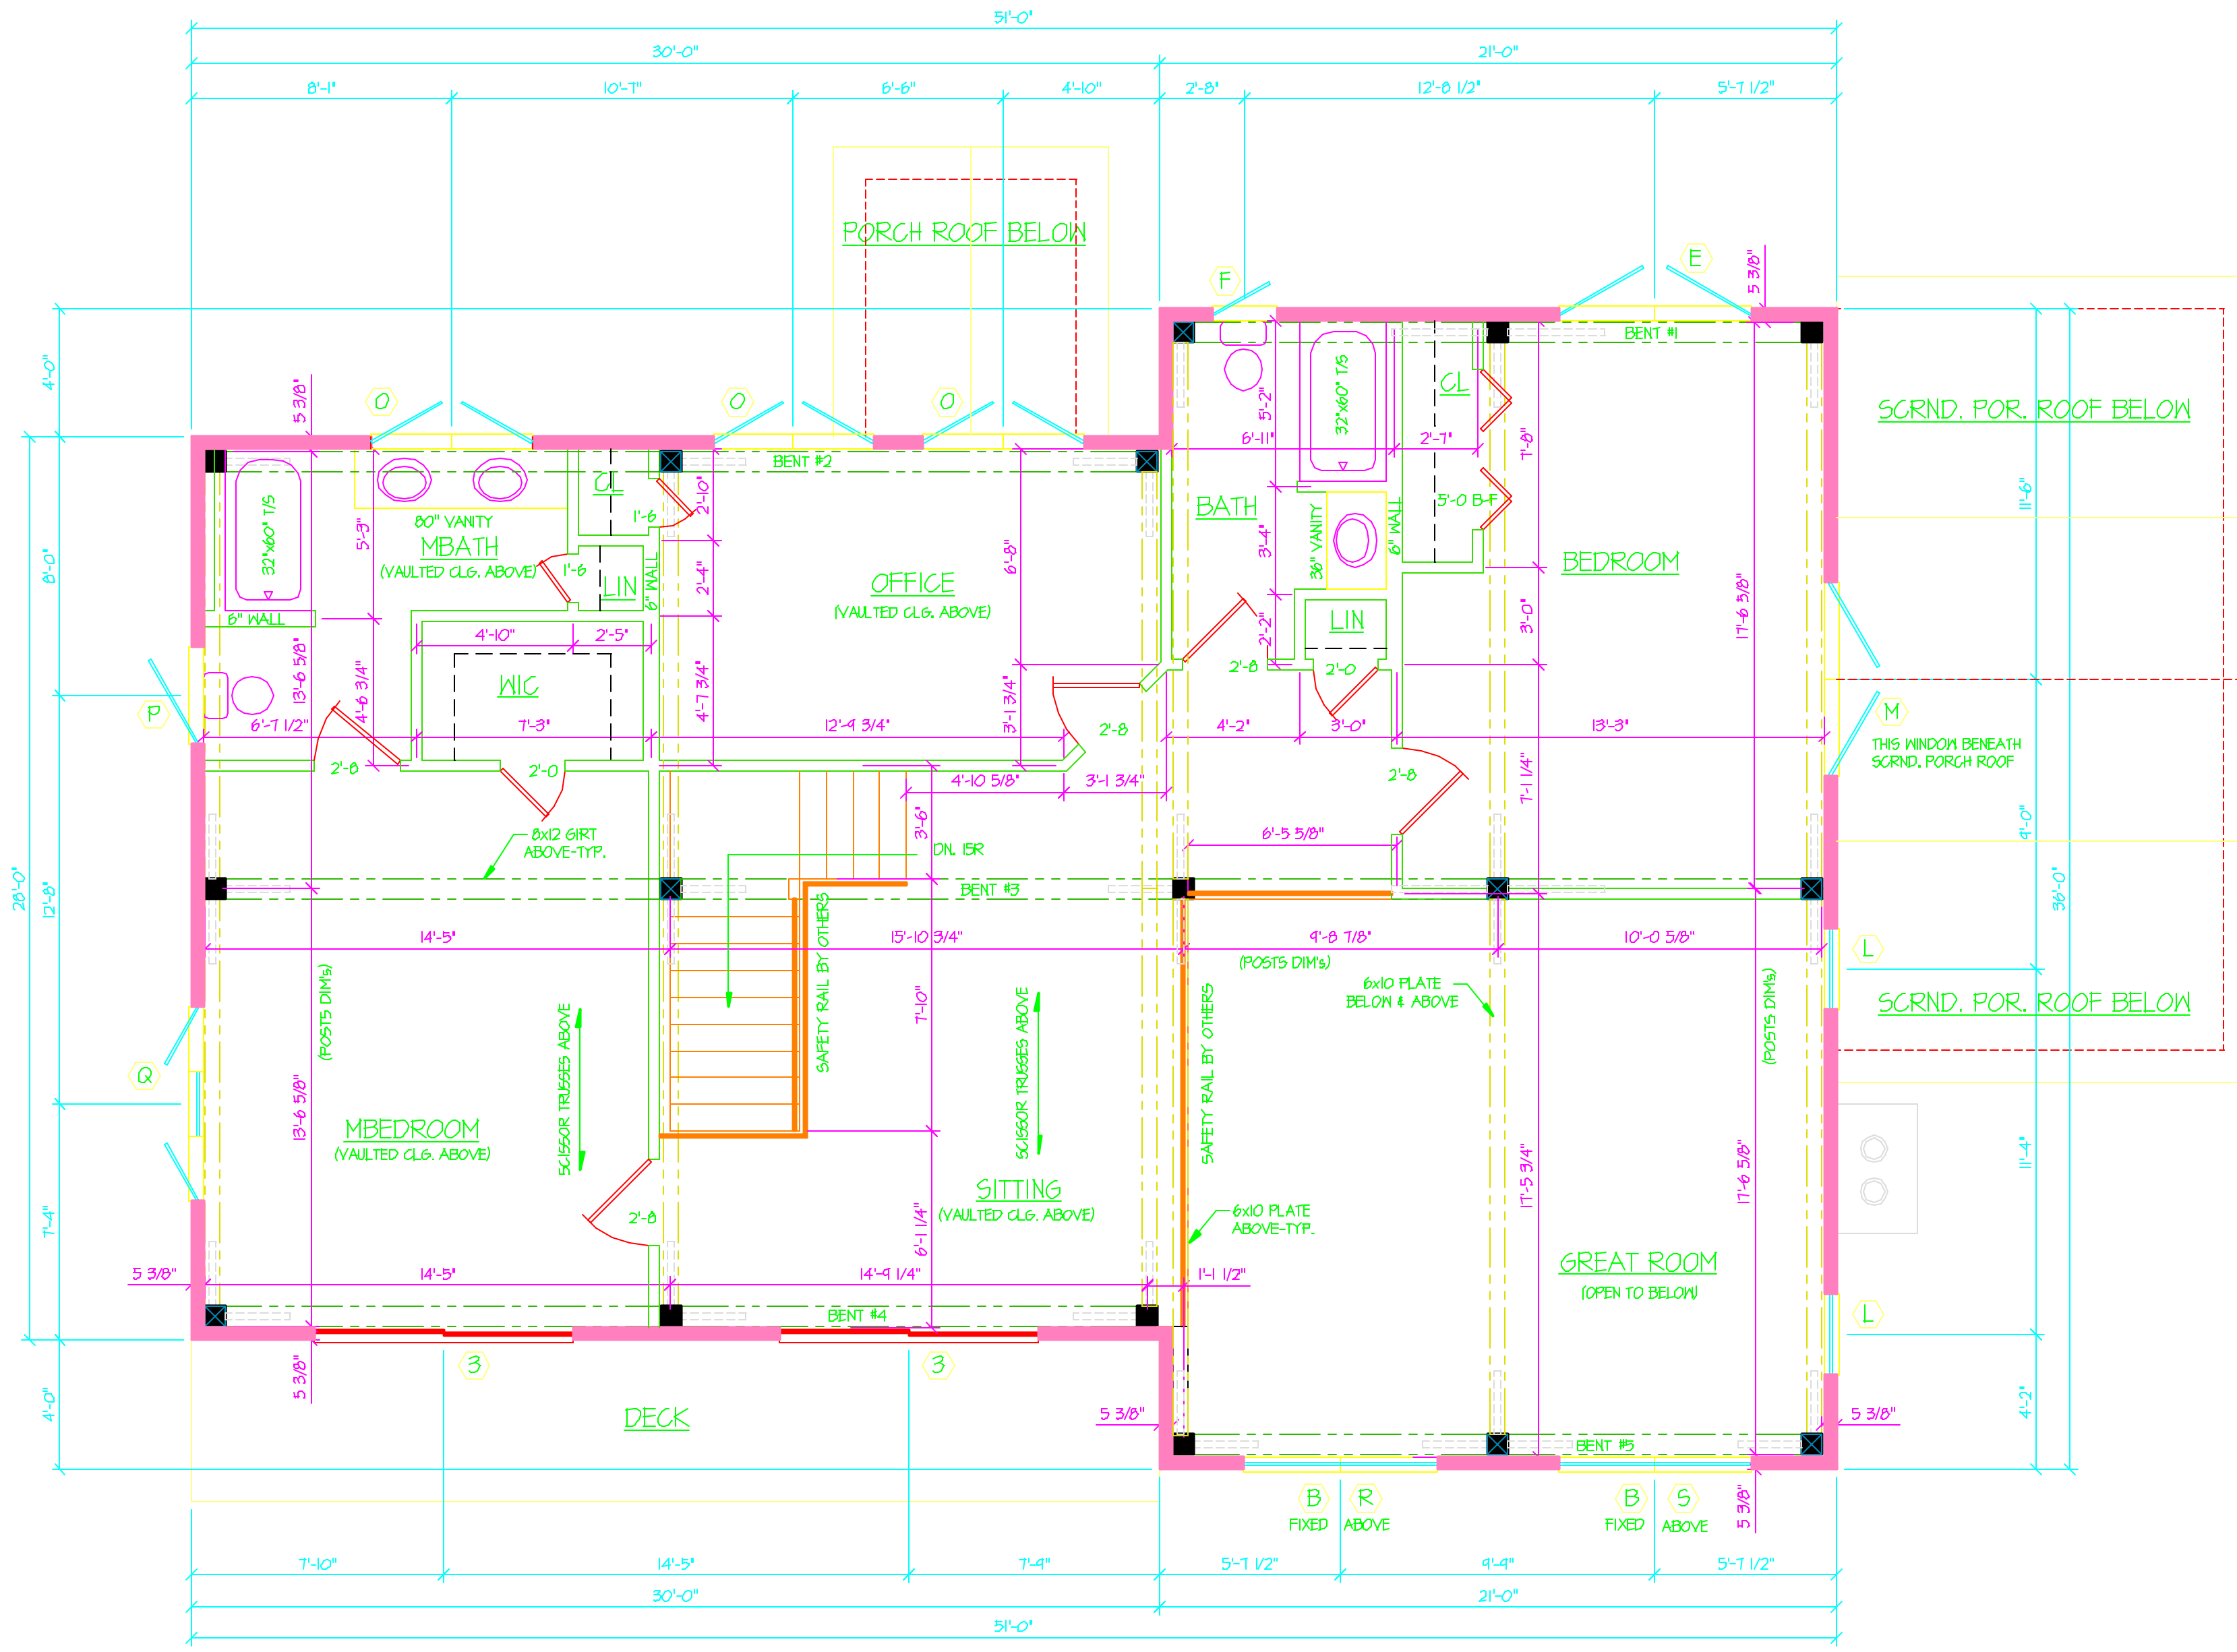 51'-0"
30'-0"
21'-0"
8'-1"
10'-7"
6'-6"
4'-10"
2'-8"
12'-8 1/2"
5'-7 1/2"
PORCH ROOF BELOW
F
E
5 3/8"
4'-0"
5 3/8"
O
O
O
BENT #1
CL
SCRND. POR. ROOF BELOW
5'-2"
32"x60" T/S
6'-11"
2'-7"
7'-8"
BENT #2
CL
2'-10"
1'-6
5'-0 B-F
11'-6"
BATH
80" VANITY
5'-3"
32"x60" T/S
MBATH
(VAULTED CLG. ABOVE)
1'-6
LIN
6" WALL
2'-4"
6'-8"
3'-4"
36" VANITY
6" WALL
8'-0"
OFFICE
(VAULTED CLG. ABOVE)
BEDROOM
6" WALL
LIN
3'-0"
17'-6 5/8"
4'-10"
2'-5"
2'-2"
2'-8
2'-0
13'-6 5/8"
4'-6 3/4"
WIC
4'-7 3/4"
3'-1 3/4"
P
M
6'-7 1/2"
7'-3"
12'-9 3/4"
2'-8
4'-2"
3'-0"
13'-3"
THIS WINDOW BENEATH
SCRND. PORCH ROOF
2'-8
2'-0
4'-10 5/8"
3'-1 3/4"
2'-8
7'-1 1/4"
3'-6"
9'-0"
8x12 GIRT
ABOVE-TYP.
DN. 15R
6'-5 5/8"
28'-0"
12'-8"
36'-0"
BENT #3
14'-5"
15'-10 3/4"
9'-8 7/8"
10'-0 5/8"
L
(POSTS DIM's)
(POSTS DIM's)
SAFETY RAIL BY OTHERS
7'-10"
6x10 PLATE
BELOW & ABOVE
(POSTS DIM's)
SCRND. POR. ROOF BELOW
Q
SCISSOR TRUSSES ABOVE
SCISSOR TRUSSES ABOVE
SAFETY RAIL BY OTHERS
13'-6 5/8"
MBEDROOM
(VAULTED CLG. ABOVE)
17'-5 3/4"
17'-6 5/8"
11'-4"
SITTING
(VAULTED CLG. ABOVE)
6x10 PLATE
ABOVE-TYP.
7'-4"
2'-8
6'-1 1/4"
GREAT ROOM
(OPEN TO BELOW)
5 3/8"
14'-5"
14'-9 1/4"
1'-1 1/2"
BENT #4
L
3
3
5 3/8"
4'-0"
DECK
5 3/8"
5 3/8"
4'-2"
BENT #5
B
R
B
S
FIXED
ABOVE
FIXED
ABOVE
5 3/8"
7'-10"
14'-5"
7'-9"
5'-7 1/2"
9'-9"
5'-7 1/2"
30'-0"
21'-0"
51'-0"